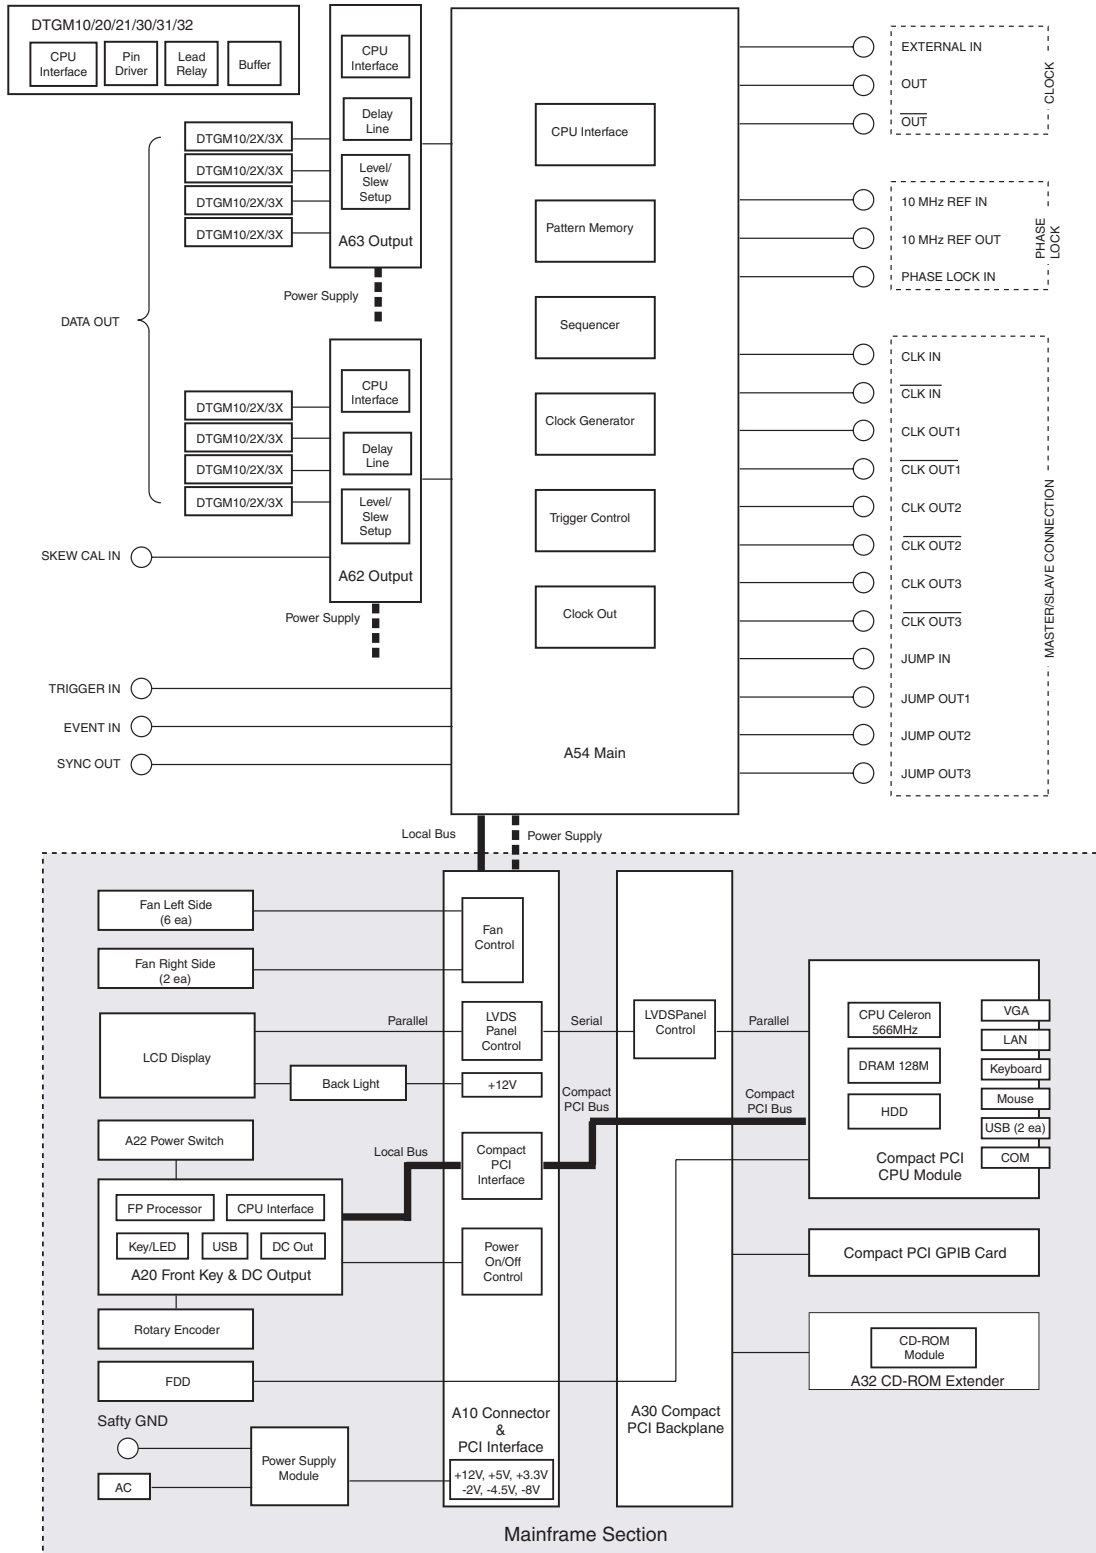 DTGM10/20/21/30/31/32
CPU
Interface
Pin
Driver
Lead
Relay
Buffer
DTGM10/2X/3X
DTGM10/2X/3X
DTGM10/2X/3X
DTGM10/2X/3X
CPU
Interface
Delay
Line
Level/
Slew
Setup
A63 Output
Power Supply
DATA OUT
DTGM10/2X/3X
DTGM10/2X/3X
DTGM10/2X/3X
DTGM10/2X/3X
CPU
Interface
Delay
Line
Level/
Slew
Setup
A62 Output
SKEW CAL IN
Power Supply
TRIGGER IN
EVENT IN
SYNC OUT
CPU Interface
Pattern Memory
Sequencer
Clock Generator
Trigger Control
Clock Out
A54 Main
EXTERNAL IN
OUT
OUT
CLOCK
10 MHz REF IN
10 MHz REF OUT
PHASE LOCK IN
PHASE
LOCK
CLK IN
CLK IN
CLK OUT1
CLK OUT1
CLK OUT2
CLK OUT2
CLK OUT3
CLK OUT3
JUMP IN
JUMP OUT1
JUMP OUT2
JUMP OUT3
MASTER/SLAVE CONNECTION
Local Bus
Power Supply
Fan Left Side
(6 ea)
Fan Right Side
(2 ea)
Fan
Control
LCD Display
Parallel
LVDS
Panel
Control
Serial
LVDSPanel
Control
Parallel
Back Light
+12V
Compact
PCI Bus
Compact
PCI Bus
CPU Celeron
566MHz
DRAM 128M
HDD
VGA
LAN
Keyboard
Mouse
USB (2 ea)
COM
Compact PCI
CPU Module
A22 Power Switch
Local Bus
Compact
PCI
Interface
FP Processor
CPU Interface
Key/LED
USB
DC Out
A20 Front Key & DC Output
Power
On/Off
Control
Compact PCI GPIB Card
Rotary Encoder
CD-ROM
Module
A32 CD-ROM Extender
FDD
Safty GND
AC
Power Supply
Module
A10 Connector
&
PCI Interface
+12V, +5V, +3.3V
-2V, -4.5V, -8V
A30 Compact
PCI Backplane
Mainframe Section